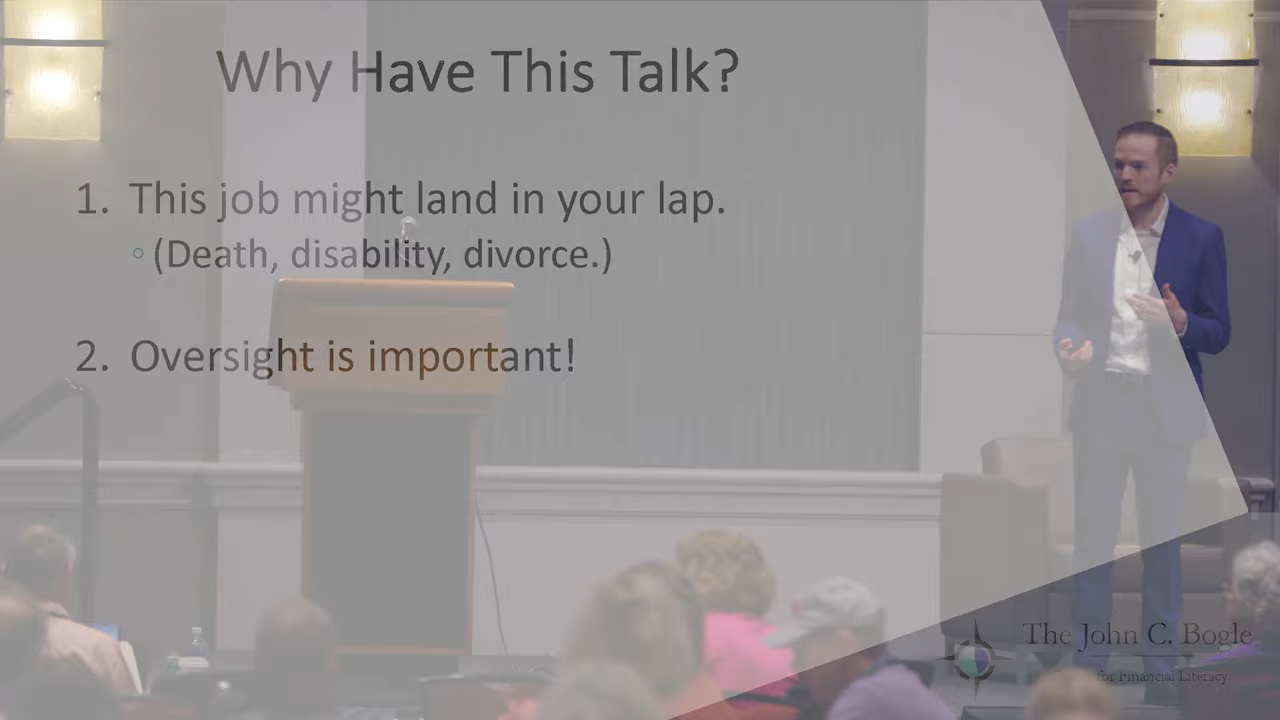 Why Have This Talk?
1. This job might land in your lap.
(Death, disability, divorce.)
2. Oversight is important!
The John C. Bogle
for Financial Literacy